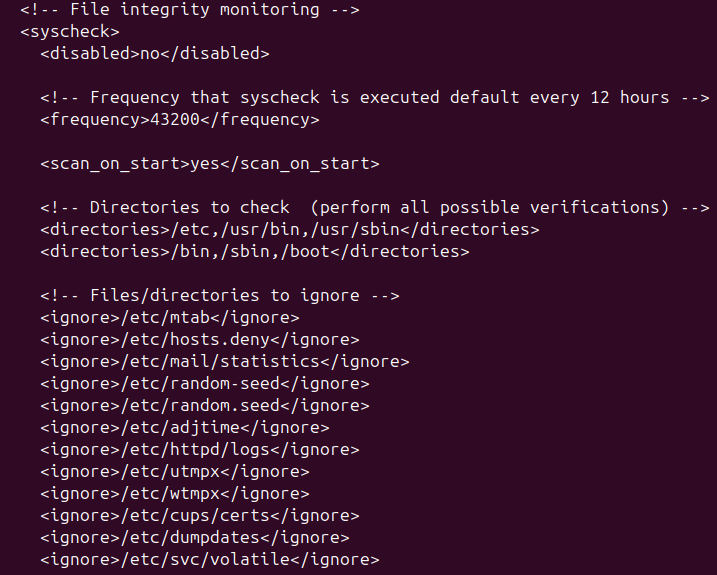 <!-- File integrity monitoring -->
<syscheck>
<disabled>no</disabled>
<!-- Frequency that syscheck is executed default every 12 hours -->
<frequency>43200</frequency>
<scan_on_start>yes</scan_on_start>
<!-- Directories to check  (perform all possible verifications) -->
<directories>/etc,/usr/bin,/usr/sbin</directories>
<directories>/bin,/sbin,/boot</directories>
<!-- Files/directories to ignore -->
<ignore>/etc/mtab</ignore>
<ignore>/etc/hosts.deny</ignore>
<ignore>/etc/mail/statistics</ignore>
<ignore>/etc/random-seed</ignore>
<ignore>/etc/random.seed</ignore>
<ignore>/etc/adjtime</ignore>
<ignore>/etc/httpd/logs</ignore>
<ignore>/etc/utmpx</ignore>
<ignore>/etc/wtmpx</ignore>
<ignore>/etc/cups/certs</ignore>
<ignore>/etc/dumpdates</ignore>
<ignore>/etc/svc/volatile</ignore>